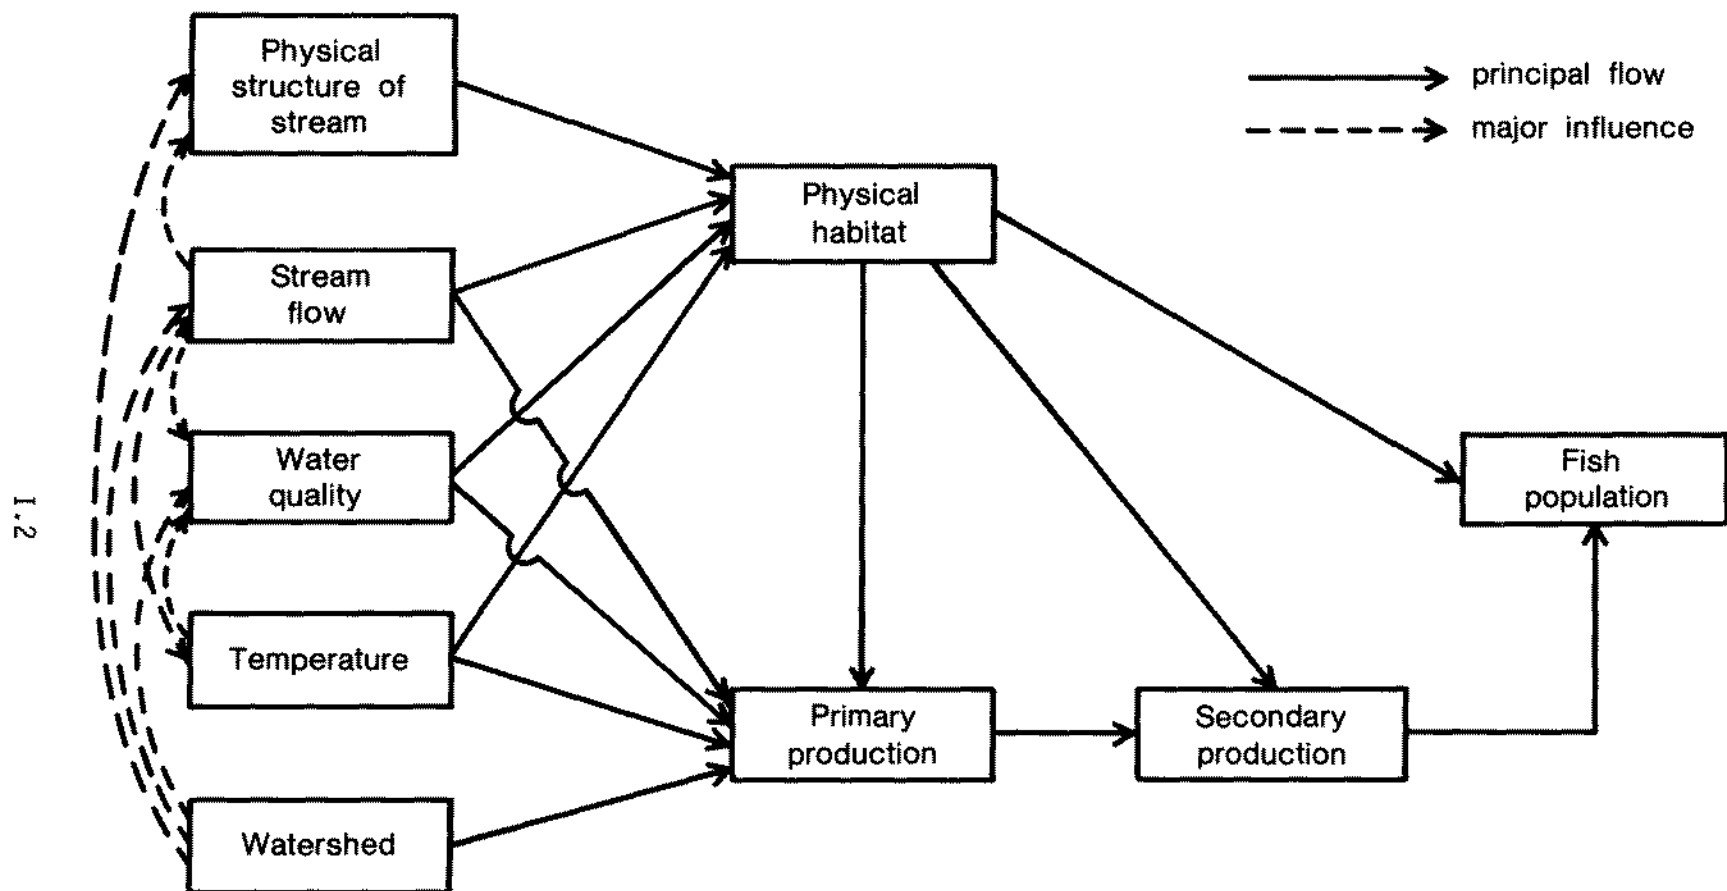 Physical
structure of
stream
principal flow
major influence
Physical
habitat
Stream
flow
Water
quality
Fish
population
I.2
Temperature
Primary
production
Secondary
production
Watershed